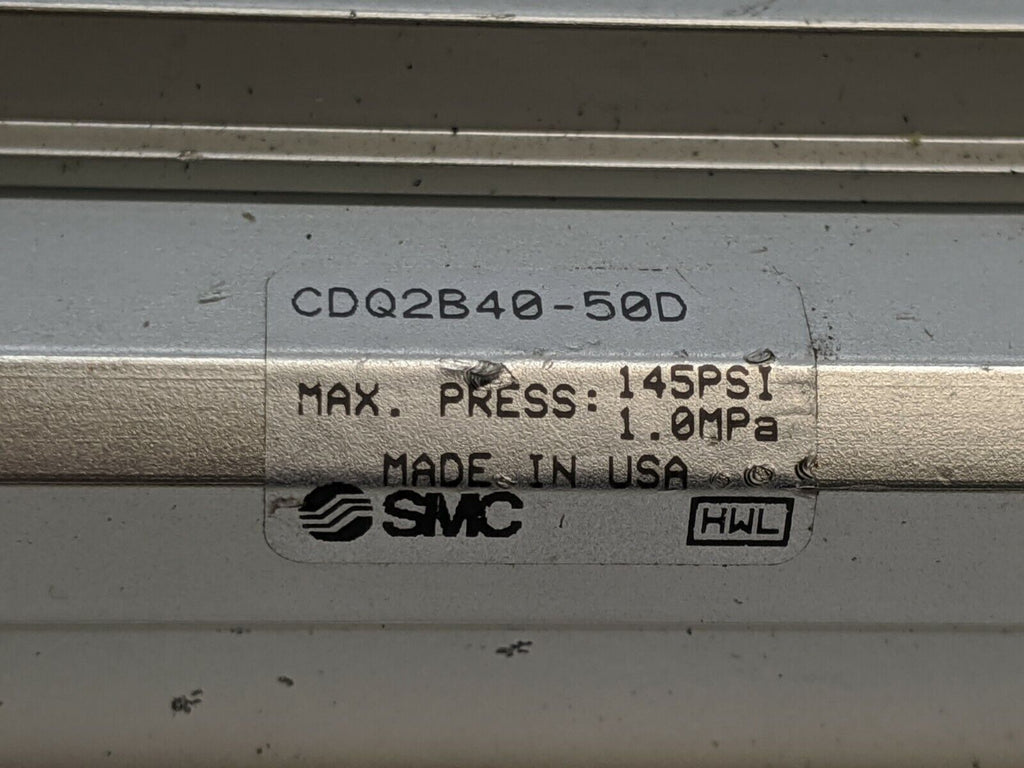 CDQ2B40-50D
MAX. PRESS: 145PSI
1.0MPa
MADE IN USA
SMC HWL